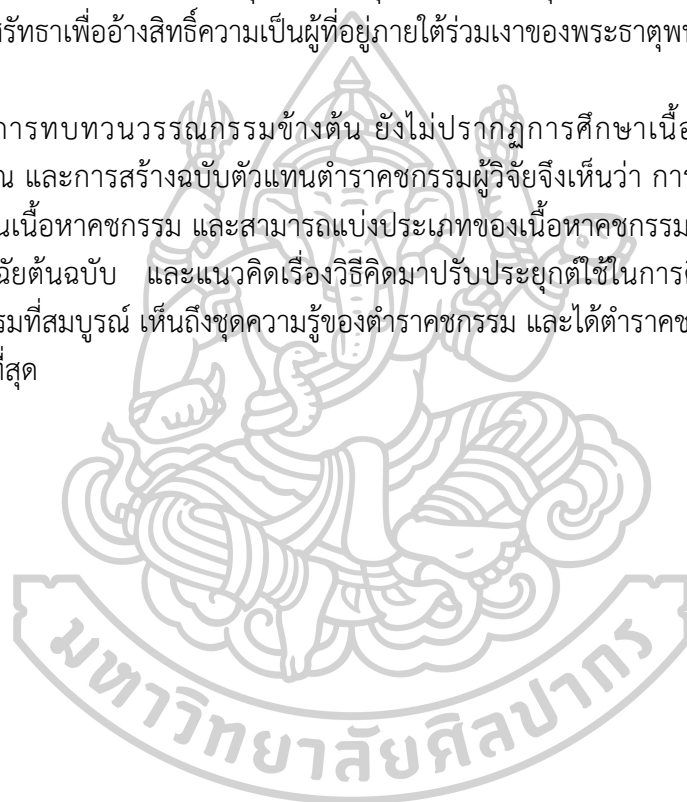 ศรัทธาเพื่ออ้างสิทธิ์ความเป็นผู้ที่อยู่ภายใต้ร่มเงาของพระธาตุพ
การทบทวนวรรณกรรมข้างต้น ยังไม่ปรากฏการศึกษาเนื้อ
ณ และการสร้างฉบับตัวแทนตำราคชกรรมผู้วิจัยจึงเห็นว่า การ
นเนื้อหาคชกรรม และสามารถแบ่งประเภทของเนื้อหาคชกรรม
ฉัยต้นฉบับ และแนวคิดเรื่องวิธีคิดมาปรับประยุกต์ใช้ในการ
รมที่สมบูรณ์ เห็นถึงชุดความรู้ของตำราคชกรรม และได้ตำราคช
ที่สุด
มหาวิทยาลัยศิลปากร